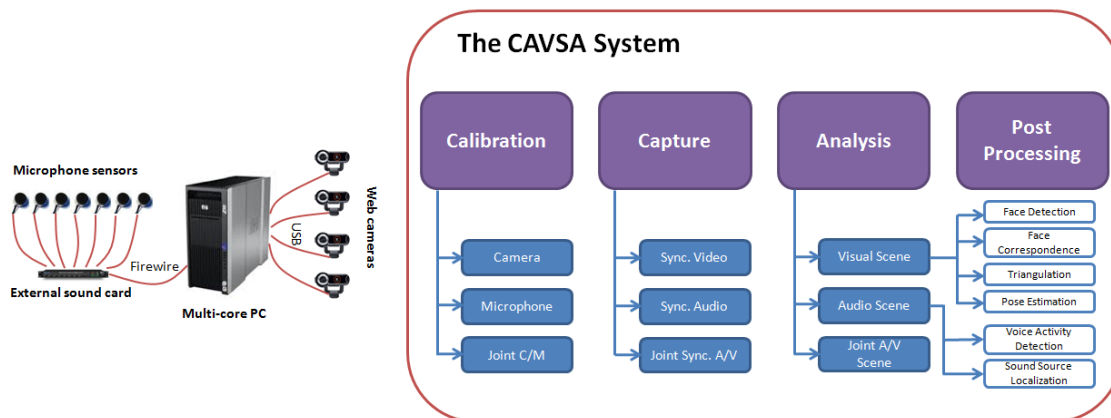 The CAVSA System
Microphone sensors
External sound card
Firewire
Multi-core PC
USB
Web cameras
Calibration
Camera
Microphone
Joint C/M
Capture
Sync. Video
Sync. Audio
Joint Sync. A/V
Analysis
Visual Scene
Audio Scene
Joint A/V
Scene
Post
Processing
Face Detection
Face
Correspondence
Triangulation
Pose Estimation
Voice Activity
Detection
Sound Source
Localization